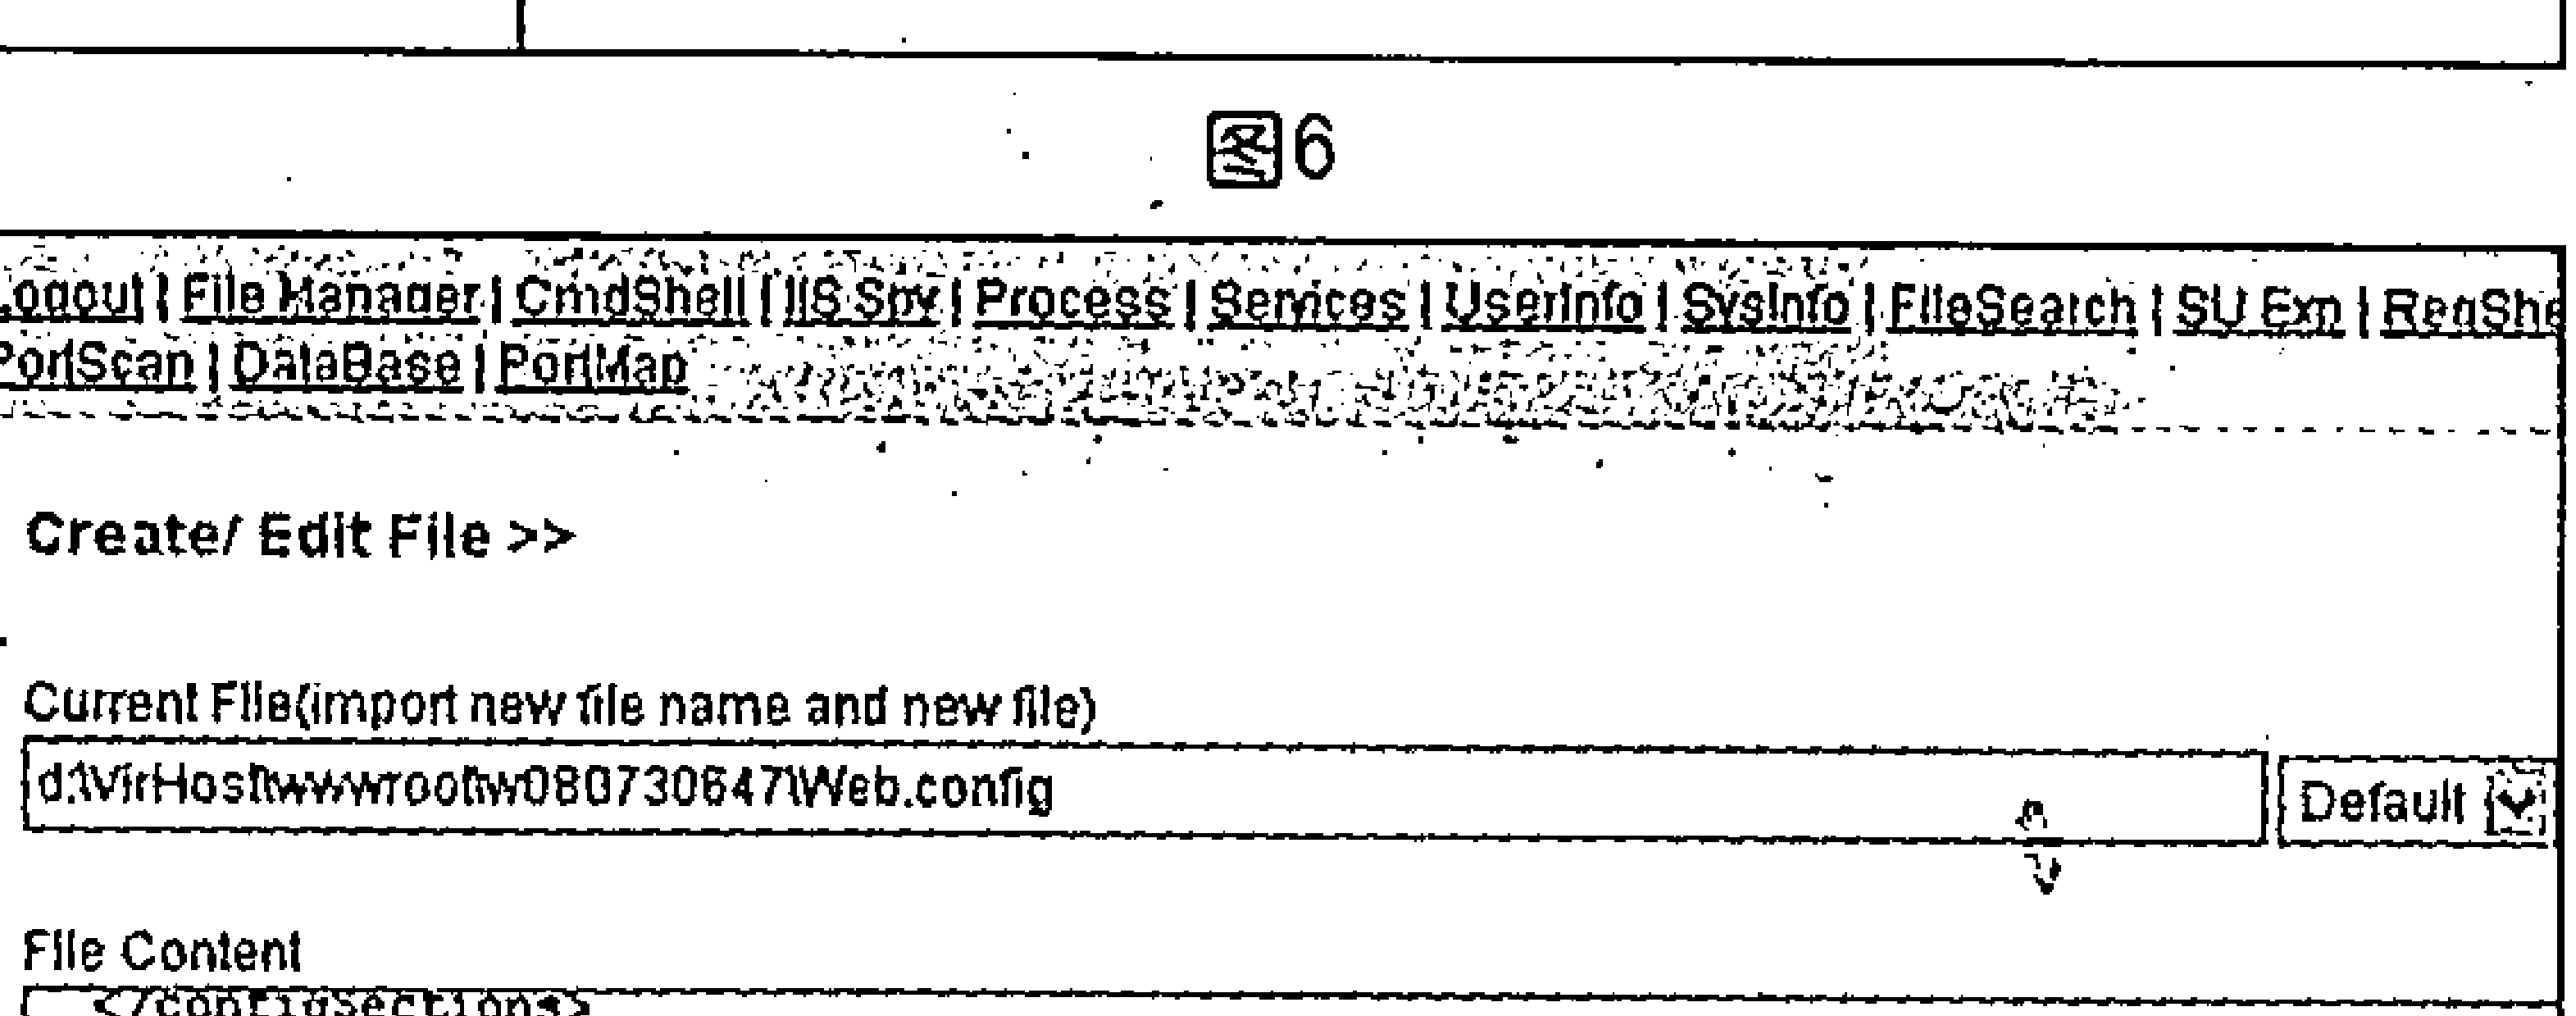 图6
Logout | File Manager | CmdShell | IIS Spy | Process | Services | UserInfo | SysInfo | FileSearch | SU Exp | RegShe
PortScan | DataBase | PortMap
Create/ Edit File >>
Current File(import new file name and new file)
d:\VirHost\wwwroot\w080730647\Web.config
Default
File Content
</configSections>